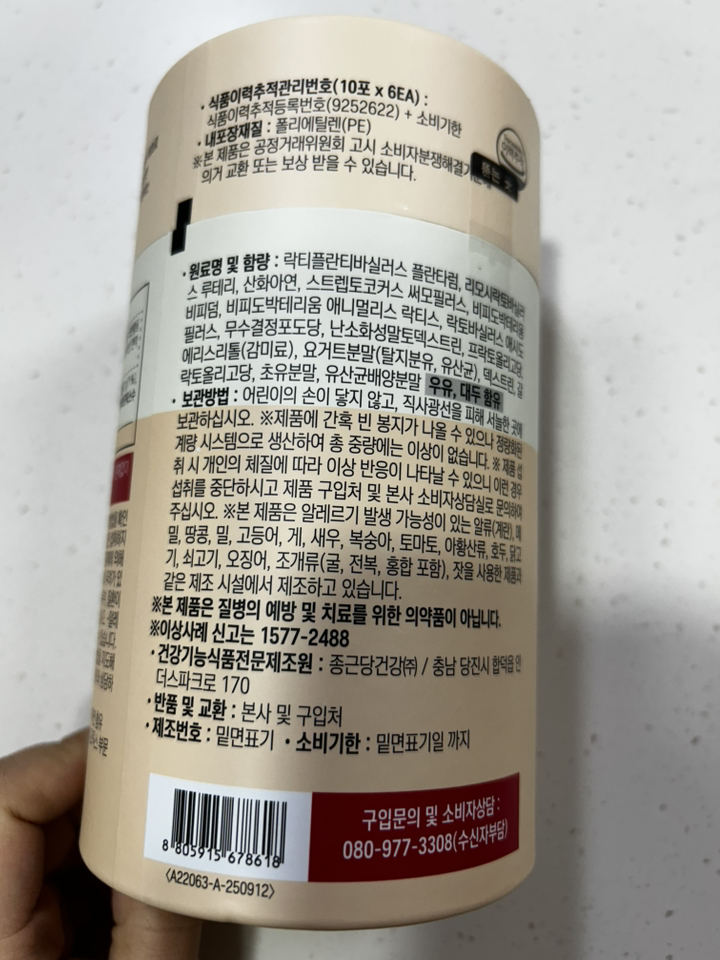 · 식품이력추적관리번호(10포 x 6EA) :
식품이력추적등록번호(9252622) + 소비기한
· 내포장재질 : 폴리에틸렌(PE)
※본 제품은 공정거래위원회 고시 소비자분쟁해결기준에
의거 교환 또는 보상 받을 수 있습니다.
· 원료명 및 함량 : 락티플란티바실러스 플란타럼, 리모시락토바실러
스 루테리, 산화아연, 스트렙토코커스 써모필러스, 비피도박테리움
비피덤, 비피도박테리움 애니멀리스 락티스, 락토바실러스 애시도
필러스, 무수결정포도당, 난소화성말토덱스트린, 프락토올리고당,
에리스리톨(감미료), 요거트분말(탈지분유, 유산균), 덱스트린, 갈
락토올리고당, 초유분말, 유산균배양분말 우유, 대두 함유
· 보관방법 : 어린이의 손이 닿지 않고, 직사광선을 피해 서늘한 곳에
보관하십시오. ※제품에 간혹 빈 봉지가 나올 수 있으나 정량화된
계량 시스템으로 생산하여 총 중량에는 이상이 없습니다. ※ 제품 섭
취 시 개인의 체질에 따라 이상 반응이 나타날 수 있으니 이런 경우
섭취를 중단하시고 제품 구입처 및 본사 소비자상담실로 문의하여
주십시오. ※본 제품은 알레르기 발생 가능성이 있는 알류(계란), 메
밀, 땅콩, 밀, 고등어, 게, 새우, 복숭아, 토마토, 아황산류, 호두, 닭고
기, 쇠고기, 오징어, 조개류(굴, 전복, 홍합 포함), 잣을 사용한 제품과
같은 제조 시설에서 제조하고 있습니다.
※본 제품은 질병의 예방 및 치료를 위한 의약품이 아닙니다.
※이상사례 신고는 1577-2488
· 건강기능식품전문제조원 : 종근당건강㈜ / 충남 당진시 합덕읍 인
더스파크로 170
· 반품 및 교환 : 본사 및 구입처
· 제조번호 : 밑면표기 · 소비기한 : 밑면표기일 까지
구입문의 및 소비자상담 :
080-977-3308(수신자부담)
8 805915 678618
〈A22063-A-250912〉